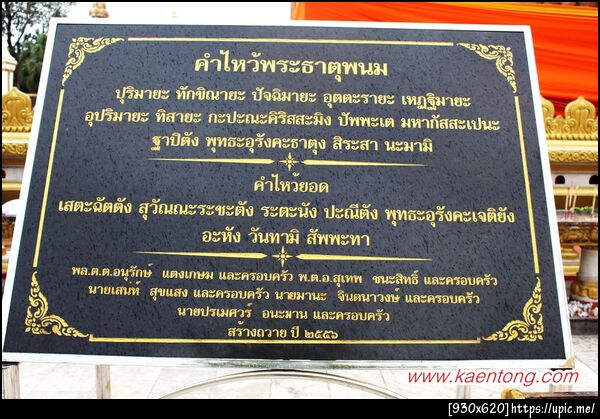 คำไหว้พระธาตุพนม
ปุริมายะ ทักขิณายะ ปัจฉิมายะ อุตตะรายะ เหฏฐิมายะ
อุปริมายะ ทิสายะ กะปะณะคิริสสะมิง ปัพพะเต มหากัสสะเปนะ
ฐาปิตัง พุทธะอุรังคะธาตุง สิระสา นะมามิ
คำไหว้ยอด
เสตะฉัตตัง สุวัณณะระชะตัง ระตะนัง ปะณีตัง พุทธะอุรังคะเจติยัง
อะหัง วันทามิ สัพพะทา
พล.ต.ต.อนุรักษ์ แตงเกษม และครอบครัว พ.ต.อ.สุเทพ ชนะสิทธิ์ และครอบครัว
นายเสน่ห์ สุขแสง และครอบครัว นายมานะ จินตนาวงษ์ และครอบครัว
นายปรเมศวร์ อนะมาน และครอบครัว
สร้างถวาย ปี ๒๕๕๖
www.kaentong.com
[930x620]https://upic.me/